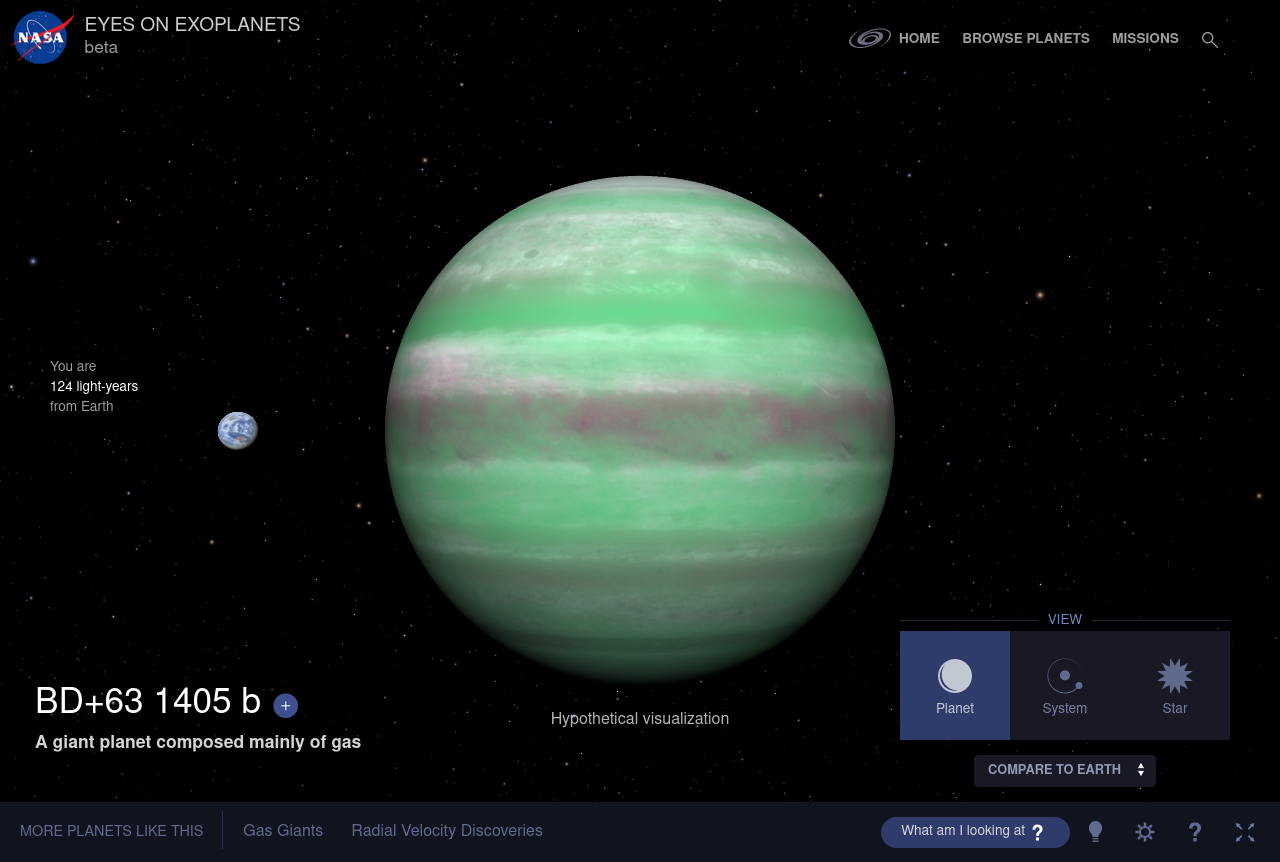 NASA
EYES ON EXOPLANETS
beta
HOME
BROWSE PLANETS
MISSIONS
You are
124 light-years
from Earth
BD+63 1405 b +
A giant planet composed mainly of gas
Hypothetical visualization
VIEW
Planet
System
Star
COMPARE TO EARTH
MORE PLANETS LIKE THIS
Gas Giants
Radial Velocity Discoveries
What am I looking at ?
?